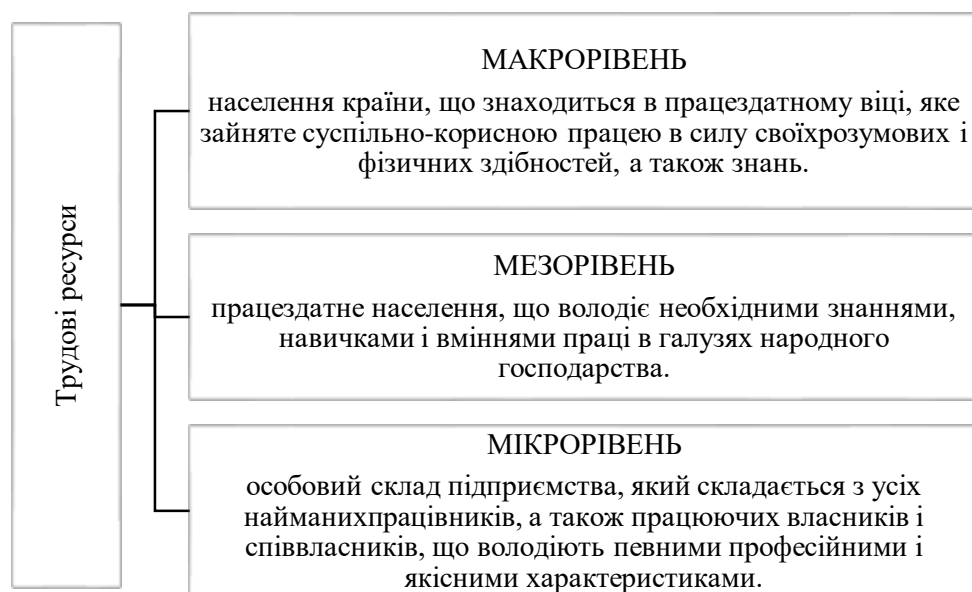 Трудові ресурси
МАКРОРІВЕНЬ
населення країни, що знаходиться в працездатному віці, яке
зайняте суспільно-корисною працею в силу своїхрозумових і
фізичних здібностей, а також знань.
МЕЗОРІВЕНЬ
працездатне населення, що володіє необхідними знаннями,
навичками і вміннями праці в галузях народного
господарства.
МІКРОРІВЕНЬ
особовий склад підприємства, який складається з усіх
найманихпрацівників, а також працюючих власників і
співвласників, що володіють певними професійними і
якісними характеристиками.